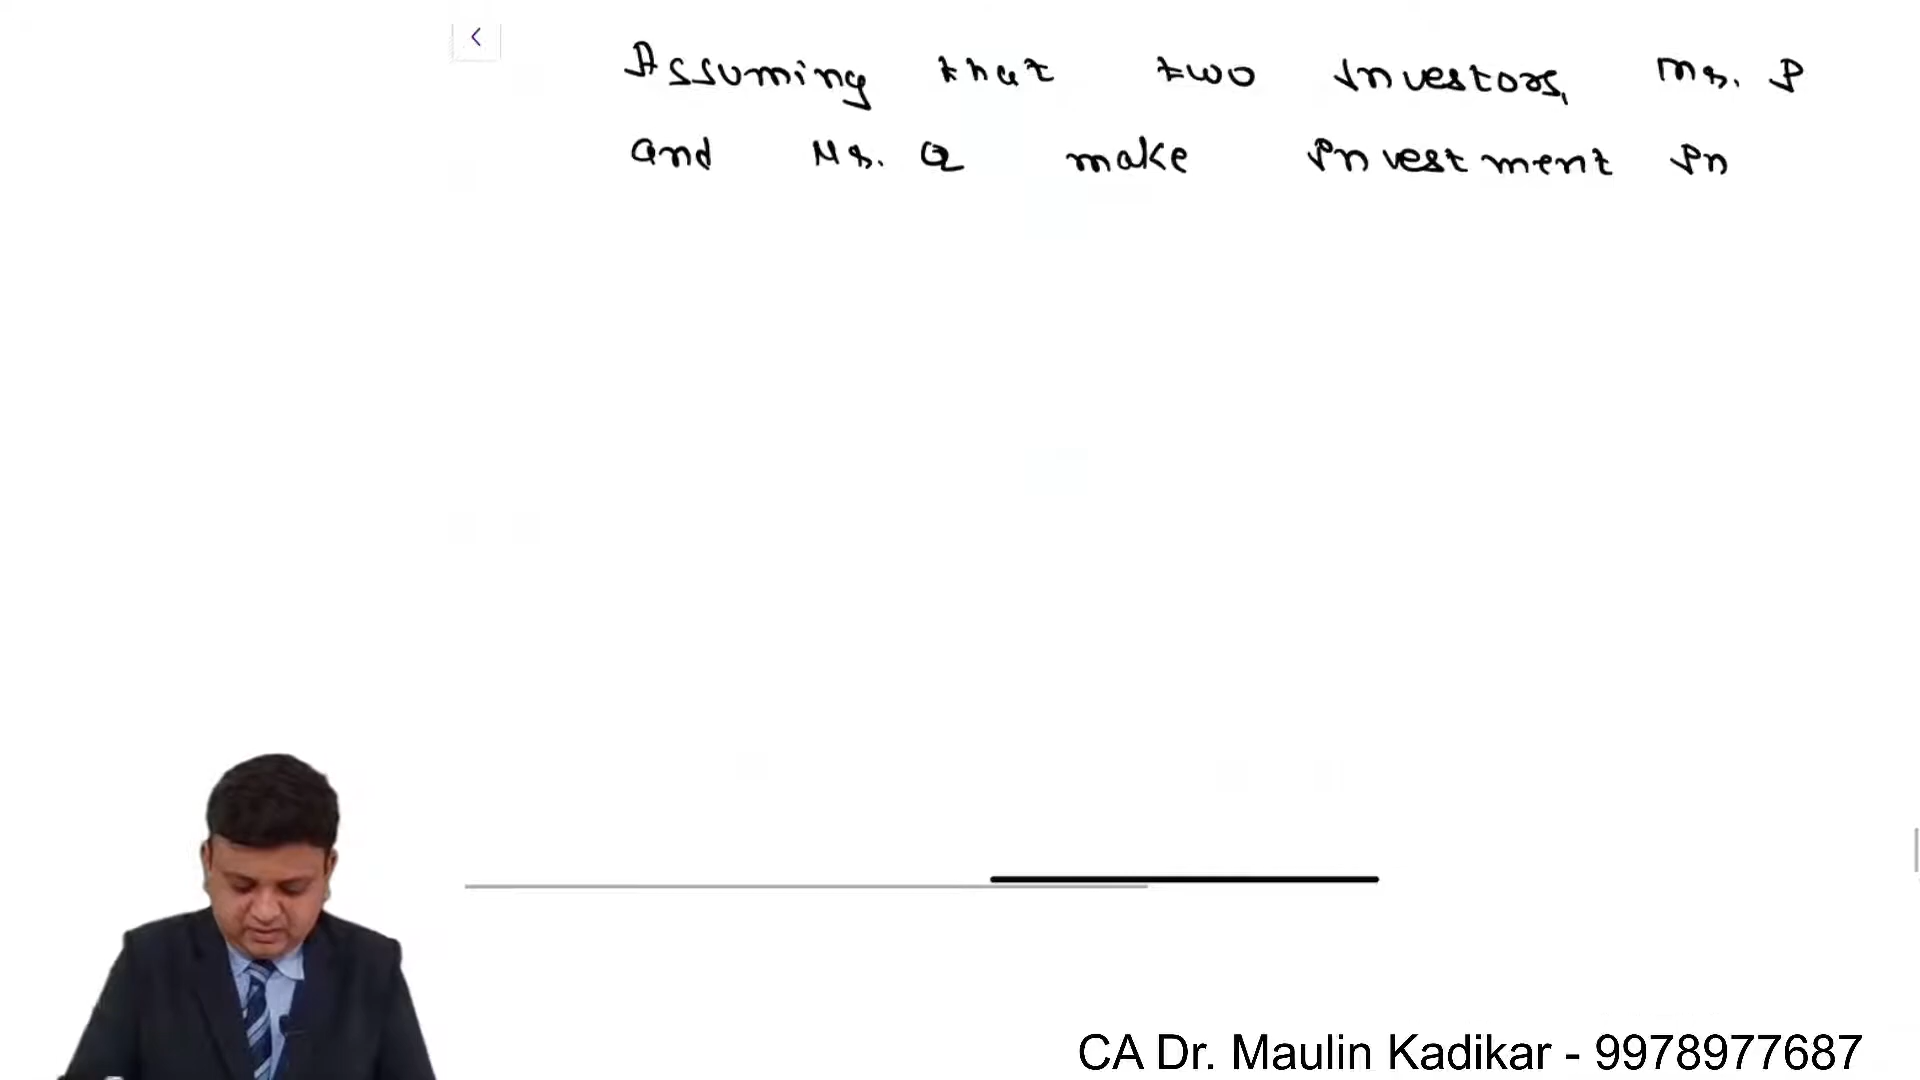 Assuming that two investors, Mr. P
and Mr. Q make investment in
CA Dr. Maulin Kadikar - 9978977687